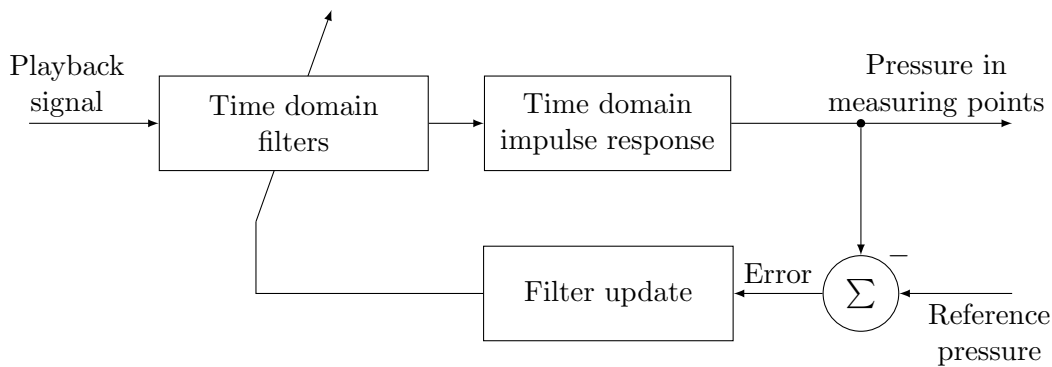 Playback
signal
Time domain
filters
Time domain
impulse response
Pressure in
measuring points
Filter update
Error
−
Σ
Reference
pressure